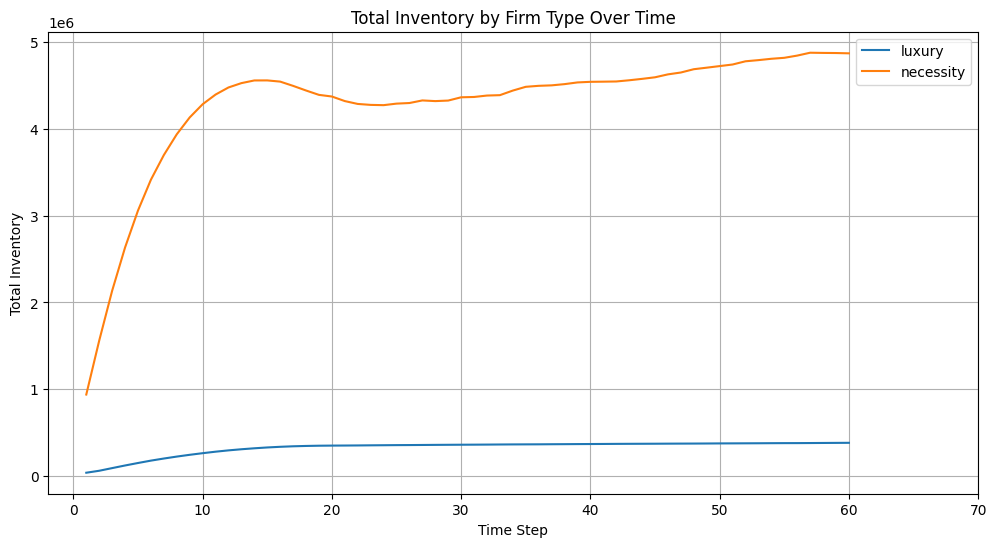 Total Inventory by Firm Type Over Time
1e6
luxury
necessity
5
4
3
2
1
0
Total Inventory
0 10 20 30 40 50 60 70
Time Step